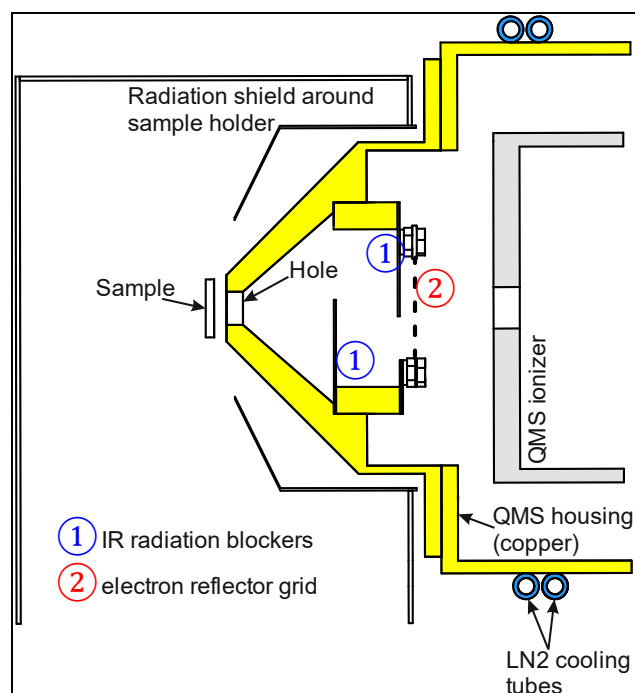 Radiation shield around
sample holder
1
2
Sample
Hole
1
QMS ionizer
1 IR radiation blockers
2 electron reflector grid
QMS housing
(copper)
LN2 cooling
tubes